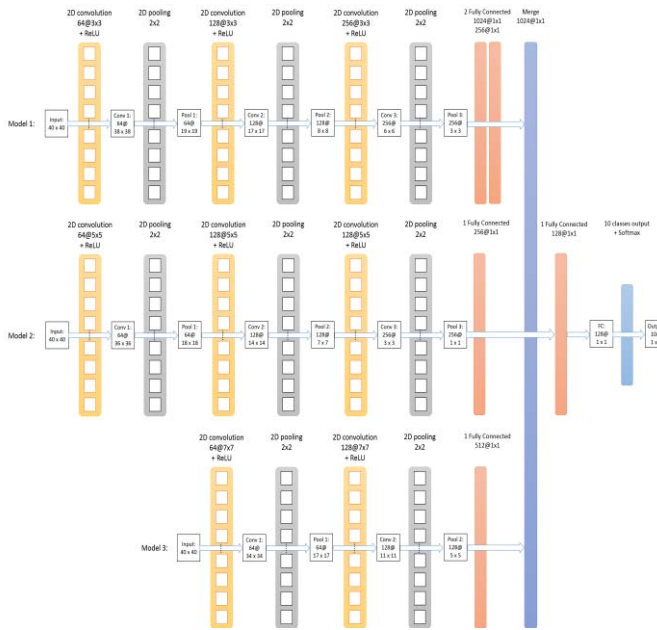 2D convolution
64@3x3
+ ReLU
2D pooling
2x2
2D convolution
128@3x3
+ ReLU
2D pooling
2x2
2D convolution
256@3x3
+ ReLU
2D pooling
2x2
2 Fully Connected
1024@1x1
256@1x1
Merge
1024@1x1
Model 1:
Input:
40 x 40
Conv 1:
64@
38 x 38
Pool 1:
64@
19 x 19
Conv 2:
128@
17 x 17
Pool 2:
128@
8 x 8
Conv 3:
256@
6 x 6
Pool 3:
256@
3 x 3
2D convolution
64@5x5
+ ReLU
2D pooling
2x2
2D convolution
128@5x5
+ ReLU
2D pooling
2x2
2D convolution
128@5x5
+ ReLU
2D pooling
2x2
1 Fully Connected
256@1x1
1 Fully Connected
128@1x1
10 classes output
+ Softmax
Model 2:
Input:
40 x 40
Conv 1:
64@
36 x 36
Pool 1:
64@
18 x 18
Conv 2:
128@
14 x 14
Pool 2:
128@
7 x 7
Conv 3:
256@
3 x 3
Pool 3:
256@
1 x 1
FC:
128@
1 x 1
2D convolution
64@7x7
+ ReLU
2D pooling
2x2
2D convolution
128@7x7
+ ReLU
2D pooling
2x2
1 Fully Connected
512@1x1
Model 3:
Input:
40 x 40
Conv 1:
64@
34 x 34
Pool 1:
64@
17 x 17
Conv 2:
128@
11 x 11
Pool 2:
128@
5 x 5